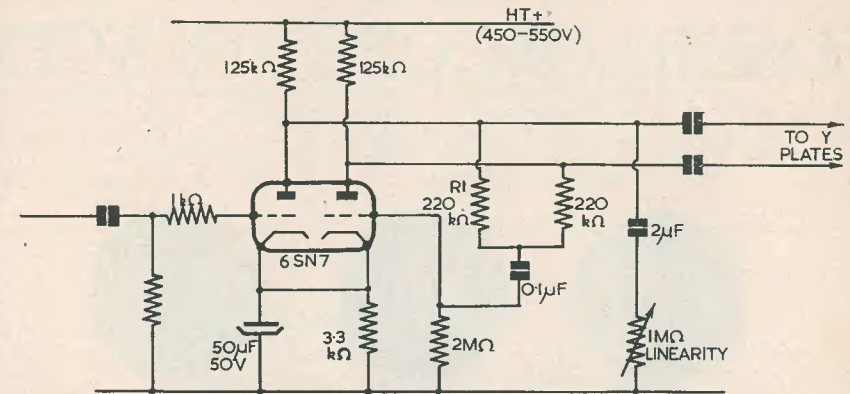 HT+
(450-550V)
125kΩ
125kΩ
TO Y
PLATES
1kΩ
R1
220
kΩ
220
kΩ
2µF
6SN7
0·1µF
50µF
50V
3·3
kΩ
2MΩ
1MΩ
LINEARITY